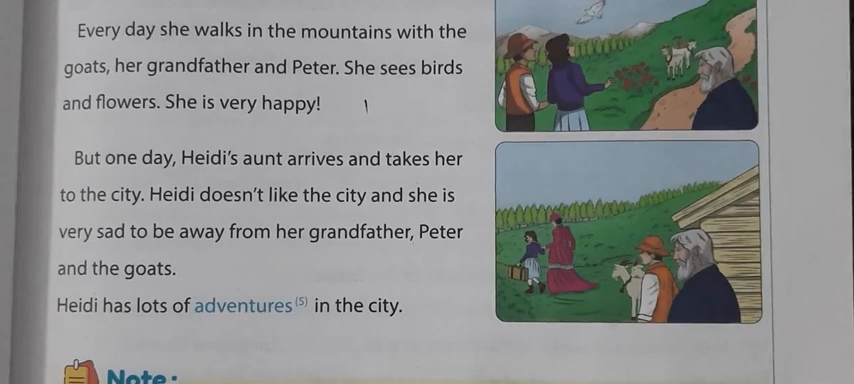 Every day she walks in the mountains with the
goats, her grandfather and Peter. She sees birds
and flowers. She is very happy!
But one day, Heidi's aunt arrives and takes her
to the city. Heidi doesn't like the city and she is
very sad to be away from her grandfather, Peter
and the goats.
Heidi has lots of adventures(5) in the city.
Note: